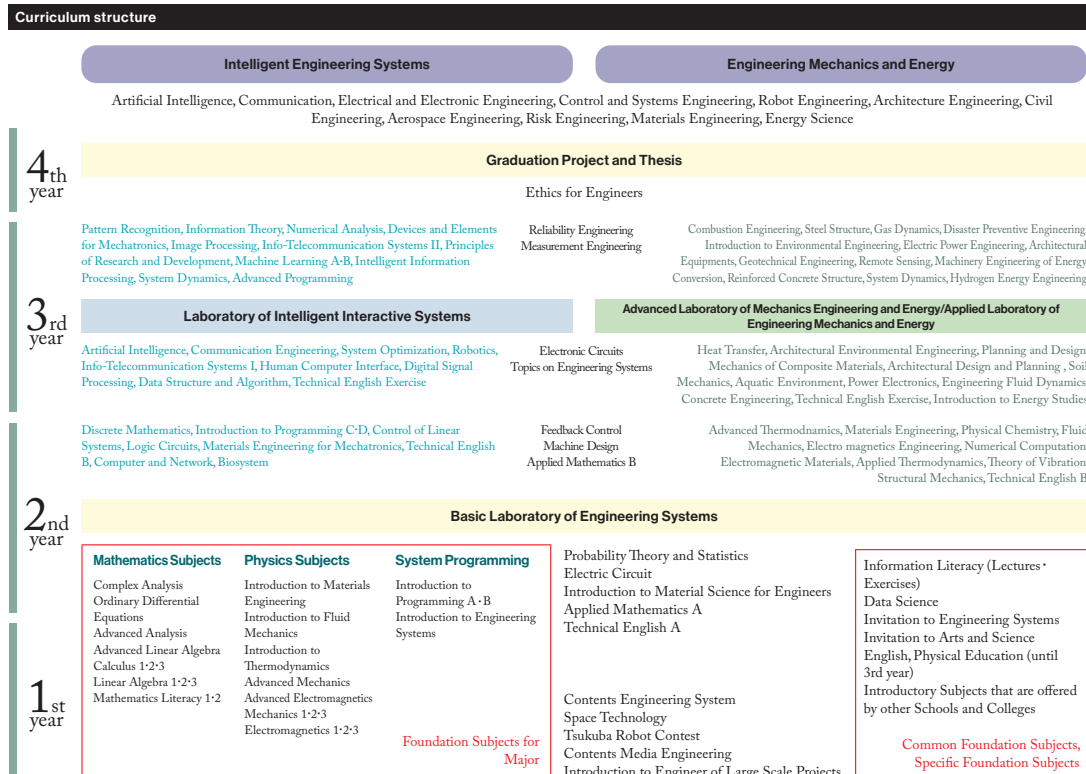 Curriculum structure
Intelligent Engineering Systems
Engineering Mechanics and Energy
Artificial Intelligence, Communication, Electrical and Electronic Engineering, Control and Systems Engineering, Robot Engineering, Architecture Engineering, Civil
Engineering, Aerospace Engineering, Risk Engineering, Materials Engineering, Energy Science
4th
year
Graduation Project and Thesis
Ethics for Engineers
3rd
year
Pattern Recognition, Information Theory, Numerical Analysis, Devices and Elements
for Mechatronics, Image Processing, Info-Telecommunication Systems II, Principles
of Research and Development, Machine Learning A·B, Intelligent Information
Processing, System Dynamics, Advanced Programming
Reliability Engineering
Measurement Engineering
Combustion Engineering, Steel Structure, Gas Dynamics, Disaster Preventive Engineering
Introduction to Environmental Engineering, Electric Power Engineering, Architectural
Equipments, Geotechnical Engineering, Remote Sensing, Machinery Engineering of Energy
Conversion, Reinforced Concrete Structure, System Dynamics, Hydrogen Energy Engineering
Laboratory of Intelligent Interactive Systems
Advanced Laboratory of Mechanics Engineering and Energy/Applied Laboratory of
Engineering Mechanics and Energy
Artificial Intelligence, Communication Engineering, System Optimization, Robotics,
Info-Telecommunication Systems I, Human Computer Interface, Digital Signal
Processing, Data Structure and Algorithm, Technical English Exercise
Electronic Circuits
Topics on Engineering Systems
Heat Transfer, Architectural Environmental Engineering, Planning and Design
Mechanics of Composite Materials, Architectural Design and Planning , Soil
Mechanics, Aquatic Environment, Power Electronics, Engineering Fluid Dynamics
Concrete Engineering, Technical English Exercise, Introduction to Energy Studies
2nd
year
Discrete Mathematics, Introduction to Programming C·D, Control of Linear
Systems, Logic Circuits, Materials Engineering for Mechatronics, Technical English
B, Computer and Network, Biosystem
Feedback Control
Machine Design
Applied Mathematics B
Advanced Thermodnamics, Materials Engineering, Physical Chemistry, Fluid
Mechanics, Electro magnetics Engineering, Numerical Computation
Electromagnetic Materials, Applied Thermodynamics, Theory of Vibration
Structural Mechanics, Technical English B
Basic Laboratory of Engineering Systems
1st
year
Mathematics Subjects
Complex Analysis
Ordinary Differential
Equations
Advanced Analysis
Advanced Linear Algebra
Calculus 1·2·3
Linear Algebra 1·2·3
Mathematics Literacy 1·2
Physics Subjects
Introduction to Materials
Engineering
Introduction to Fluid
Mechanics
Introduction to
Thermodynamics
Advanced Mechanics
Advanced Electromagnetics
Mechanics 1·2·3
Electromagnetics 1·2·3
System Programming
Introduction to
Programming A·B
Introduction to Engineering
Systems
Foundation Subjects for
Major
Probability Theory and Statistics
Electric Circuit
Introduction to Material Science for Engineers
Applied Mathematics A
Technical English A
Contents Engineering System
Space Technology
Tsukuba Robot Contest
Contents Media Engineering
Introduction to Engineer of Large Scale Projects
Information Literacy (Lectures·
Exercises)
Data Science
Invitation to Engineering Systems
Invitation to Arts and Science
English, Physical Education (until
3rd year)
Introductory Subjects that are offered
by other Schools and Colleges
Common Foundation Subjects,
Specific Foundation Subjects